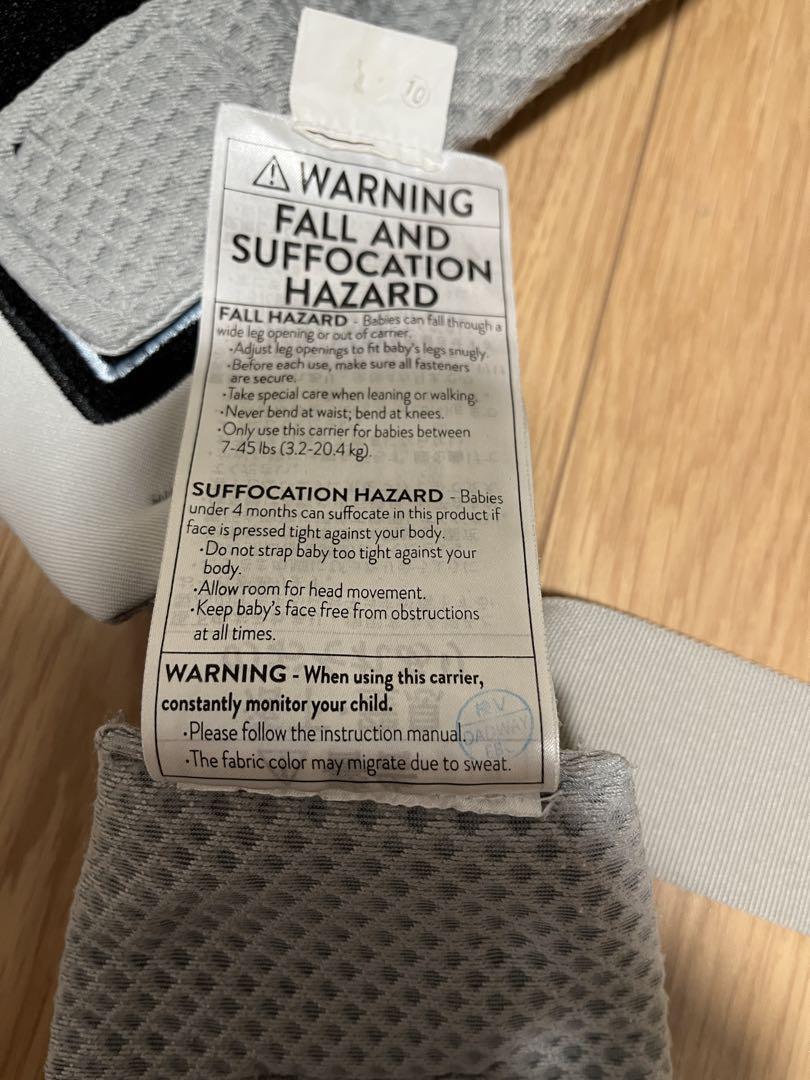 10
⚠ WARNING
FALL AND
SUFFOCATION
HAZARD
FALL HAZARD - Babies can fall through a
wide leg opening or out of carrier.
•Adjust leg openings to fit baby's legs snugly.
•Before each use, make sure all fasteners
are secure.
•Take special care when leaning or walking.
•Never bend at waist; bend at knees.
•Only use this carrier for babies between
7-45 lbs (3.2-20.4 kg).
SUFFOCATION HAZARD - Babies
under 4 months can suffocate in this product if
face is pressed tight against your body.
•Do not strap baby too tight against your
body.
•Allow room for head movement.
•Keep baby's face free from obstructions
at all times.
WARNING - When using this carrier,
constantly monitor your child.
•Please follow the instruction manual.
•The fabric color may migrate due to sweat.